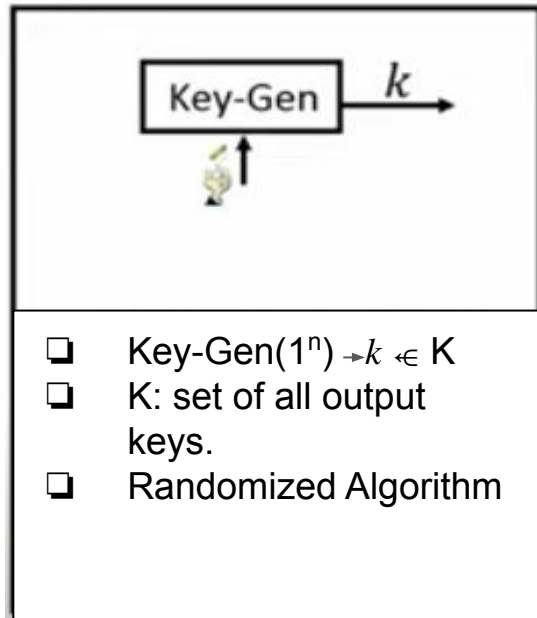 Key-Gen k
❏ Key-Gen(1ⁿ) →k ∈ K
❏ K: set of all output
keys.
❏ Randomized Algorithm